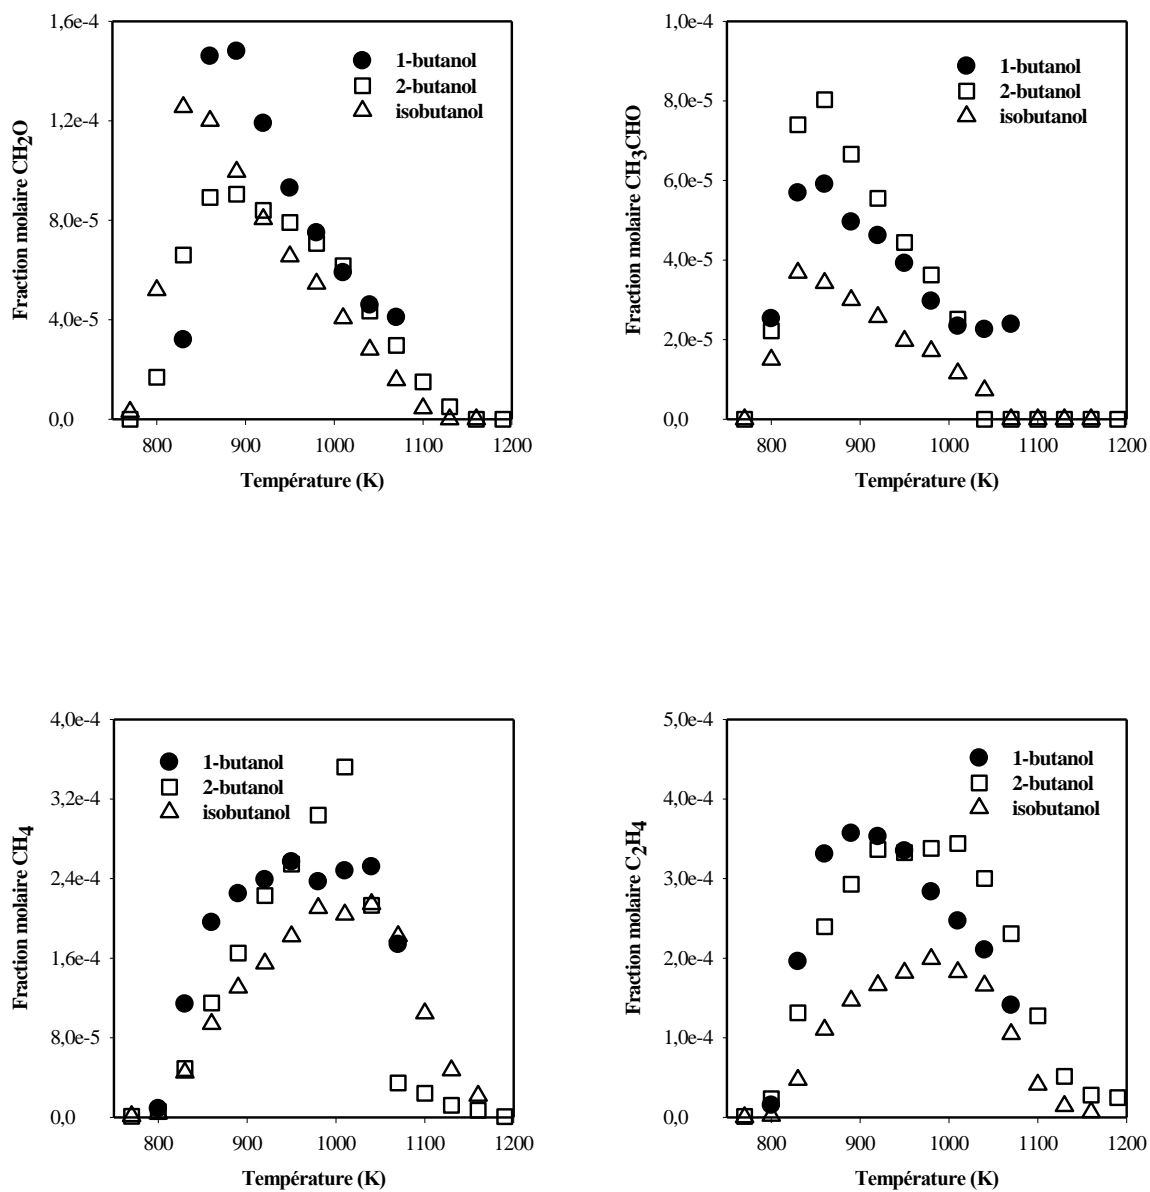 1,6e-4
1,2e-4
8,0e-5
4,0e-5
0,0
Fraction molaire CH2O
1-butanol
2-butanol
isobutanol
800 900 1000 1100 1200
Température (K)
1,0e-4
8,0e-5
6,0e-5
4,0e-5
2,0e-5
0,0
Fraction molaire CH3CHO
1-butanol
2-butanol
isobutanol
800 900 1000 1100 1200
Température (K)
4,0e-4
3,2e-4
2,4e-4
1,6e-4
8,0e-5
0,0
Fraction molaire CH4
1-butanol
2-butanol
isobutanol
800 900 1000 1100 1200
Température (K)
5,0e-4
4,0e-4
3,0e-4
2,0e-4
1,0e-4
0,0
Fraction molaire C2H4
1-butanol
2-butanol
isobutanol
800 900 1000 1100 1200
Température (K)